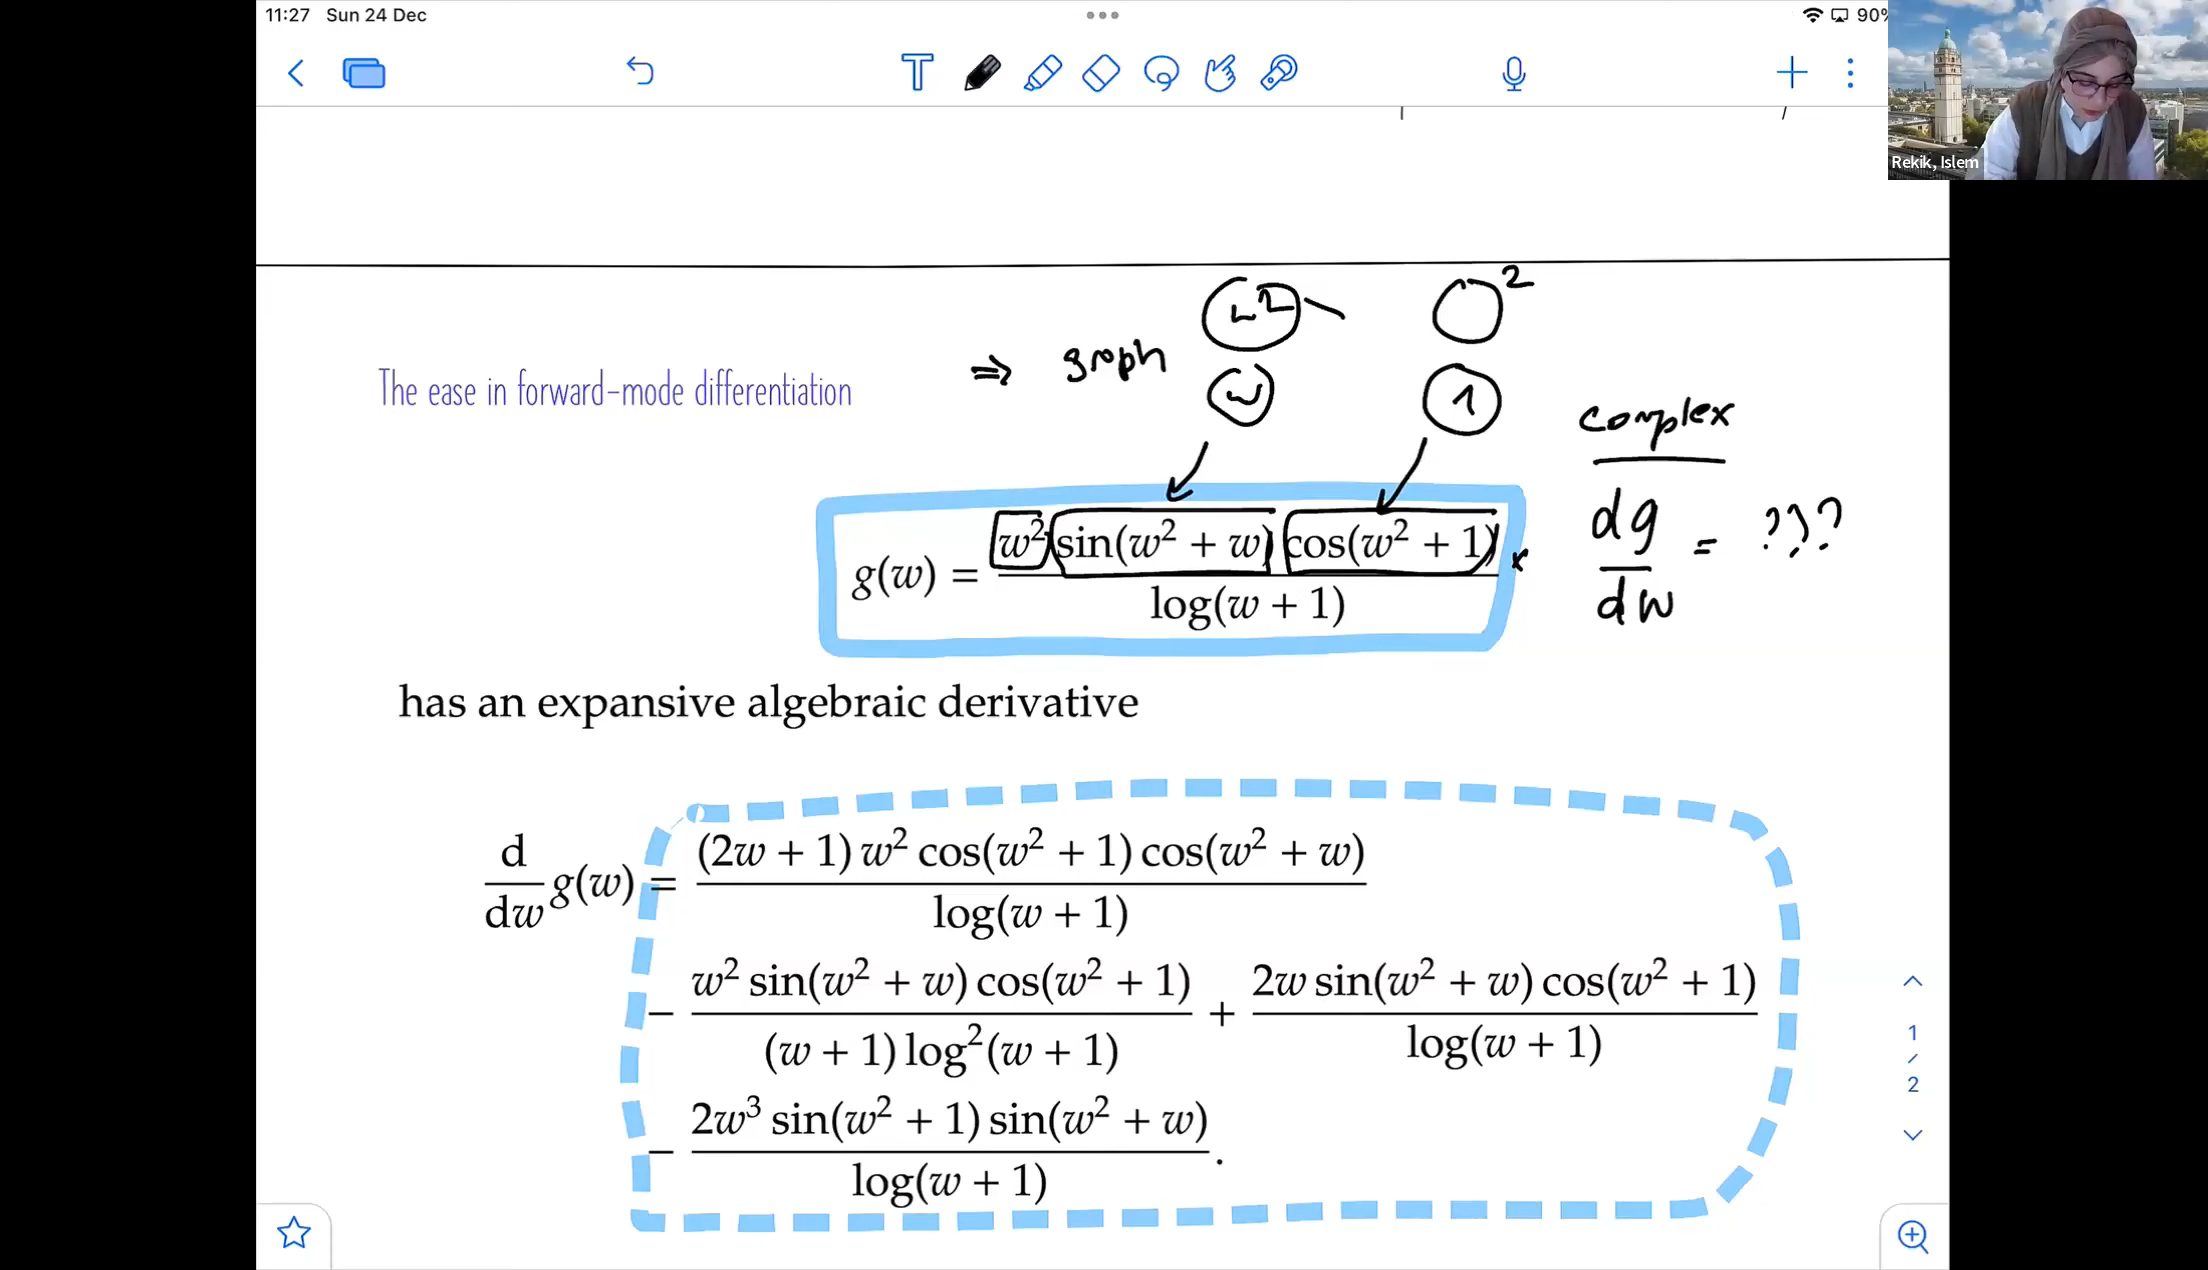 11:27 Sun 24 Dec
90%
Rekik, Islem
2
w
1
⇒ graph
The ease in forward-mode differentiation
complex
dg/dw = ???
g(w) = w² sin(w² + w) cos(w² + 1) / log(w + 1)
has an expansive algebraic derivative
d/dw g(w) = (2w + 1) w² cos(w² + 1) cos(w² + w) / log(w + 1)
− w² sin(w² + w) cos(w² + 1) / (w + 1) log²(w + 1) + 2w sin(w² + w) cos(w² + 1) / log(w + 1)
− 2w³ sin(w² + 1) sin(w² + w) / log(w + 1) .
1
/
2